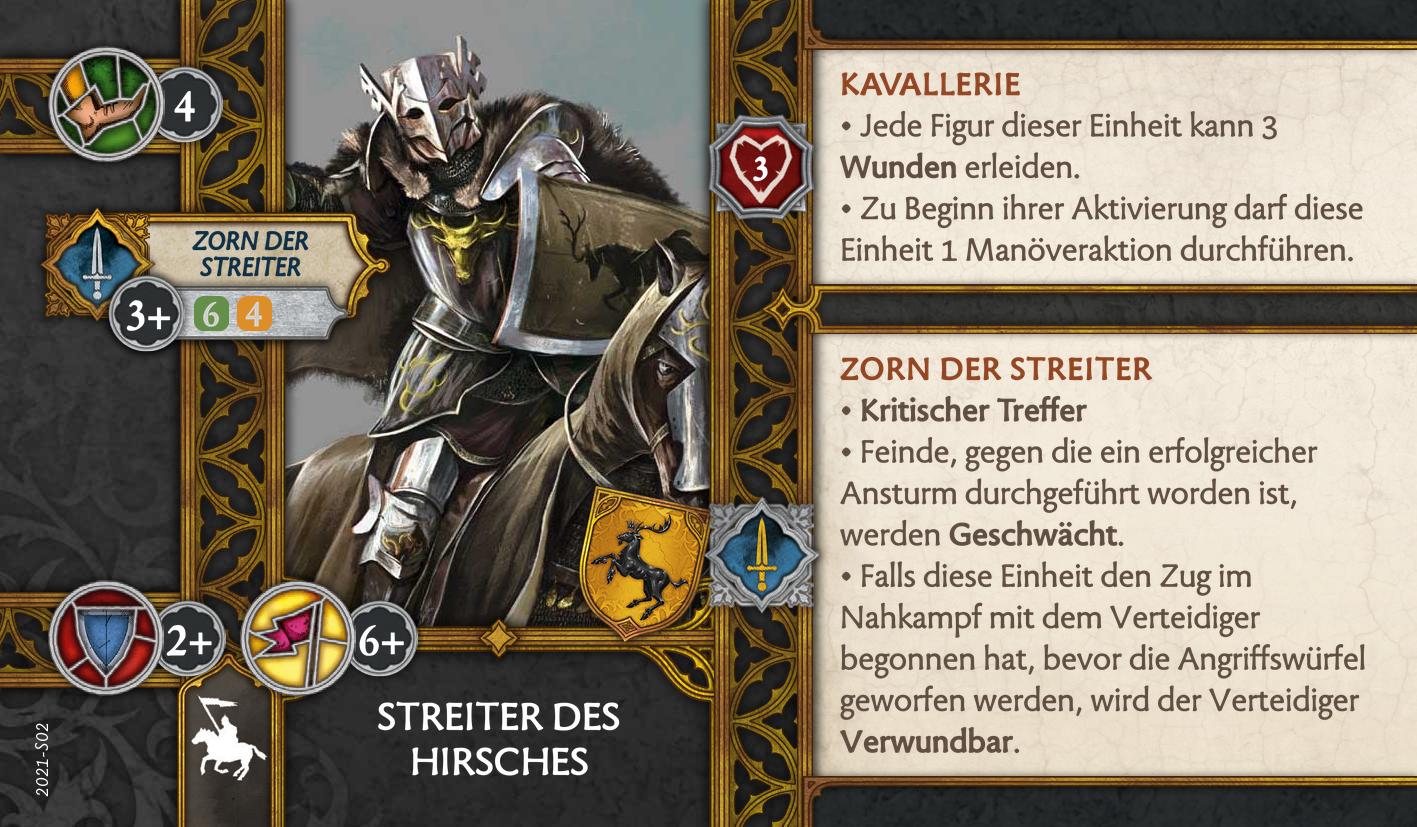 4
ZORN DER
STREITER
3+
6 4
2+
6+
2021-S02
STREITER DES
HIRSCHES
3
KAVALLERIE
• Jede Figur dieser Einheit kann 3
Wunden erleiden.
• Zu Beginn ihrer Aktivierung darf diese
Einheit 1 Manöveraktion durchführen.
ZORN DER STREITER
• Kritischer Treffer
• Feinde, gegen die ein erfolgreicher
Ansturm durchgeführt worden ist,
werden Geschwächt.
• Falls diese Einheit den Zug im
Nahkampf mit dem Verteidiger
begonnen hat, bevor die Angriffswürfel
geworfen werden, wird der Verteidiger
Verwundbar.